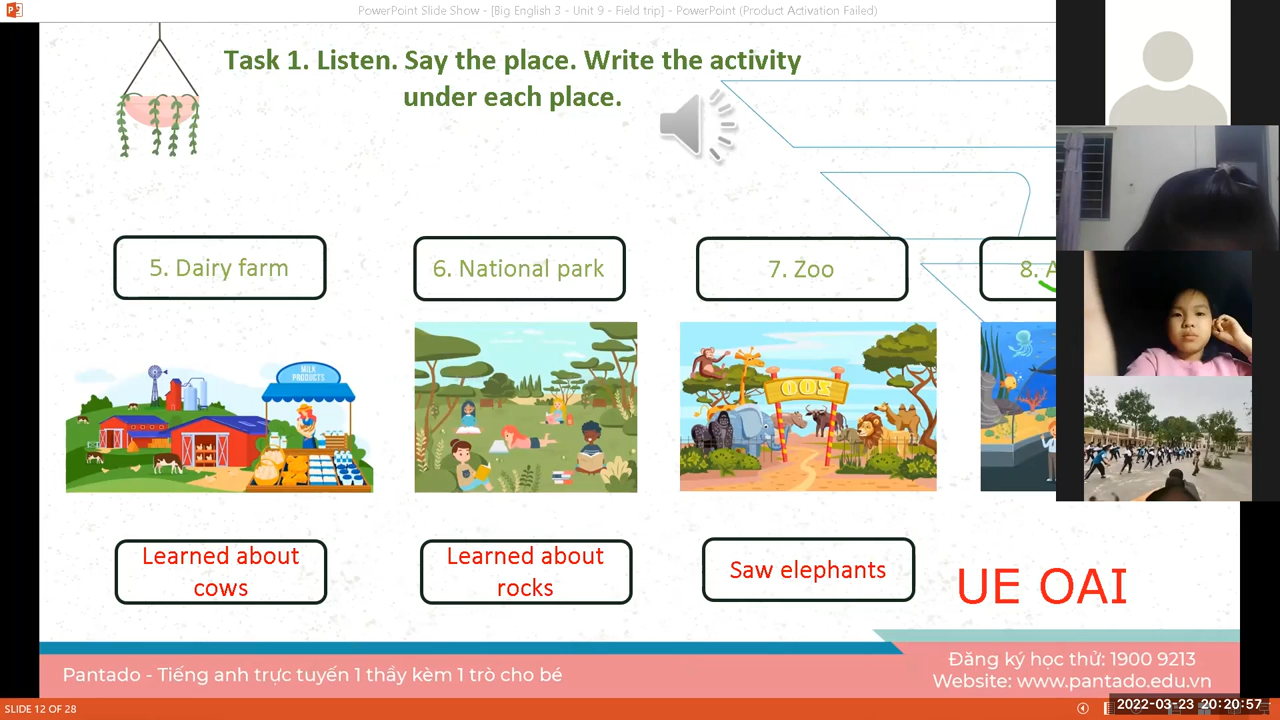 PowerPoint Slide Show - [Big English 3 - Unit 9 - Field trip] - PowerPoint (Product Activation Failed)
Task 1. Listen. Say the place. Write the activity
under each place.
5. Dairy farm
6. National park
7. Zoo
8. A
MILK
PRODUCTS
ZOO
Learned about
cows
Learned about
rocks
Saw elephants
UE OAI
Pantado - Tiếng anh trực tuyến 1 thầy kèm 1 trò cho bé
Đăng ký học thử: 1900 9213
Website: www.pantado.edu.vn
SLIDE 12 OF 28
2022-03-23 20:20:57